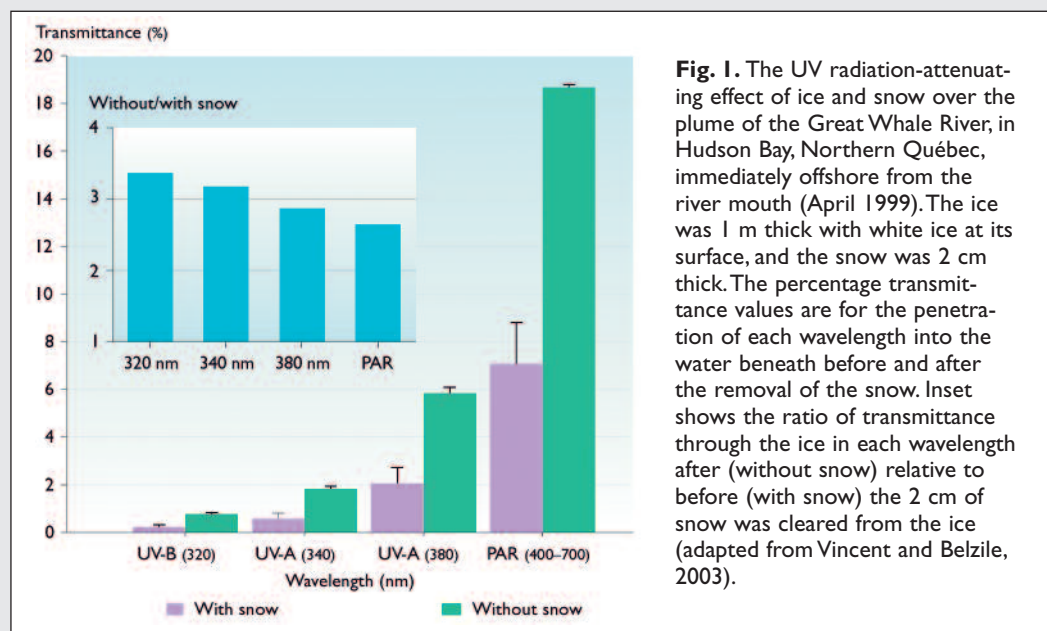 Transmittance (%)
20
18
16
14
12
10
8
6
4
2
0
Without/with snow
4
3
2
1
320 nm 340 nm 380 nm PAR
UV-B (320) UV-A (340) UV-A (380) PAR (400–700)
Wavelength (nm)
With snow Without snow
Fig. 1. The UV radiation-attenuat-
ing effect of ice and snow over the
plume of the Great Whale River, in
Hudson Bay, Northern Québec,
immediately offshore from the
river mouth (April 1999). The ice
was 1 m thick with white ice at its
surface, and the snow was 2 cm
thick. The percentage transmit-
tance values are for the penetra-
tion of each wavelength into the
water beneath before and after
the removal of the snow. Inset
shows the ratio of transmittance
through the ice in each wavelength
after (without snow) relative to
before (with snow) the 2 cm of
snow was cleared from the ice
(adapted from Vincent and Belzile,
2003).